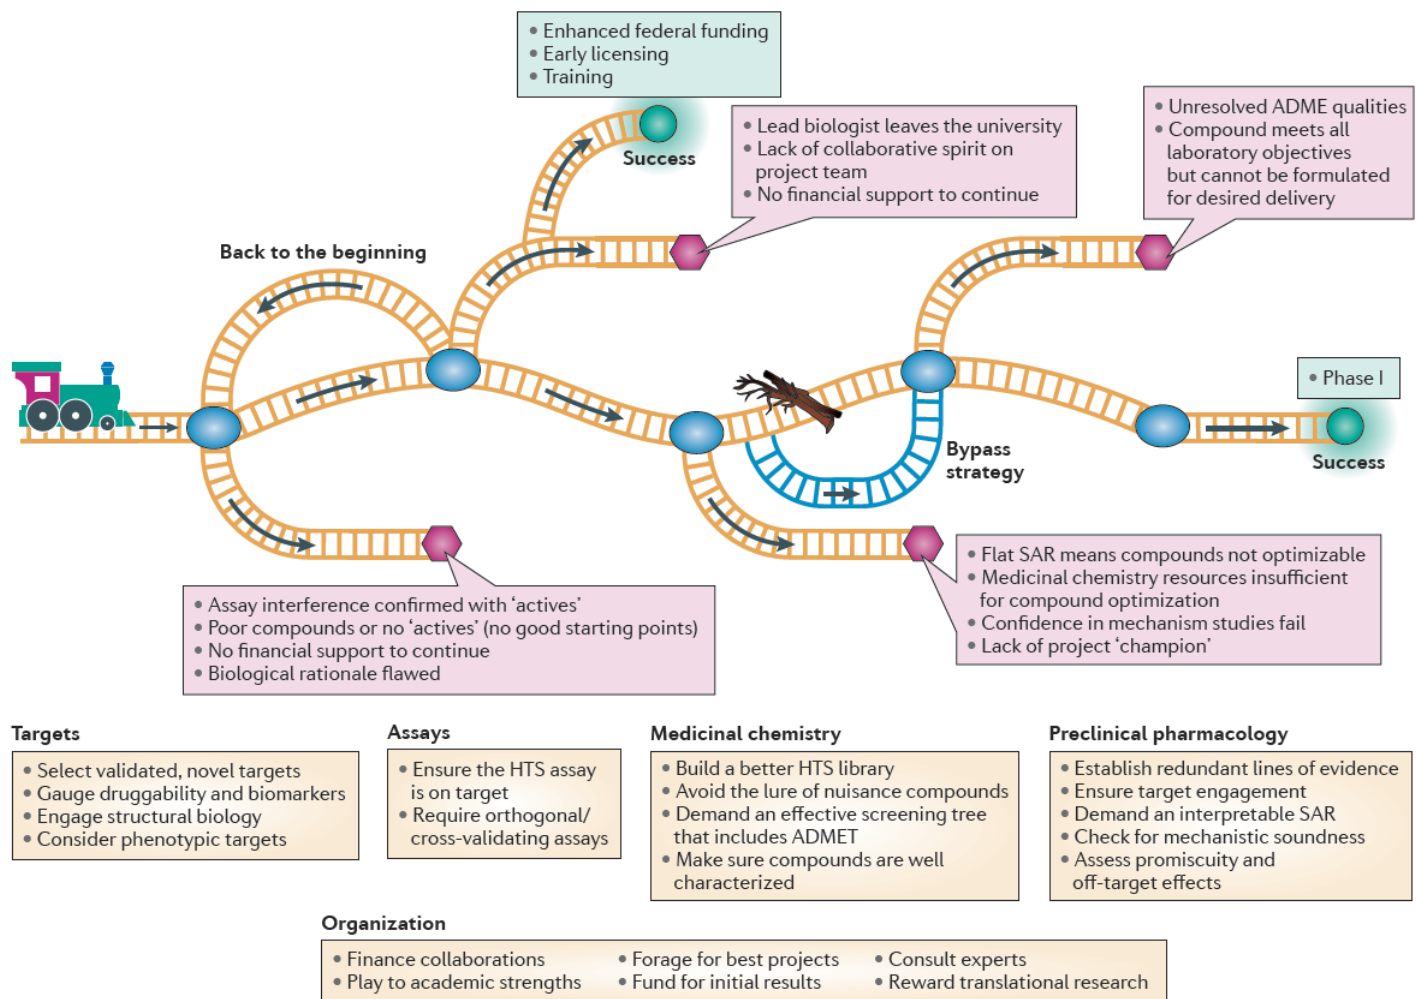 • Enhanced federal funding
• Early licensing
• Training
Success
• Lead biologist leaves the university
• Lack of collaborative spirit on
project team
• No financial support to continue
• Unresolved ADME qualities
• Compound meets all
laboratory objectives
but cannot be formulated
for desired delivery
Back to the beginning
• Phase I
Success
Bypass
strategy
• Assay interference confirmed with ‘actives’
• Poor compounds or no ‘actives’ (no good starting points)
• No financial support to continue
• Biological rationale flawed
• Flat SAR means compounds not optimizable
• Medicinal chemistry resources insufficient
for compound optimization
• Confidence in mechanism studies fail
• Lack of project ‘champion’
Targets
• Select validated, novel targets
• Gauge druggability and biomarkers
• Engage structural biology
• Consider phenotypic targets
Assays
• Ensure the HTS assay
is on target
• Require orthogonal/
cross-validating assays
Medicinal chemistry
• Build a better HTS library
• Avoid the lure of nuisance compounds
• Demand an effective screening tree
that includes ADMET
• Make sure compounds are well
characterized
Preclinical pharmacology
• Establish redundant lines of evidence
• Ensure target engagement
• Demand an interpretable SAR
• Check for mechanistic soundness
• Assess promiscuity and
off-target effects
Organization
• Finance collaborations
• Play to academic strengths
• Forage for best projects
• Fund for initial results
• Consult experts
• Reward translational research